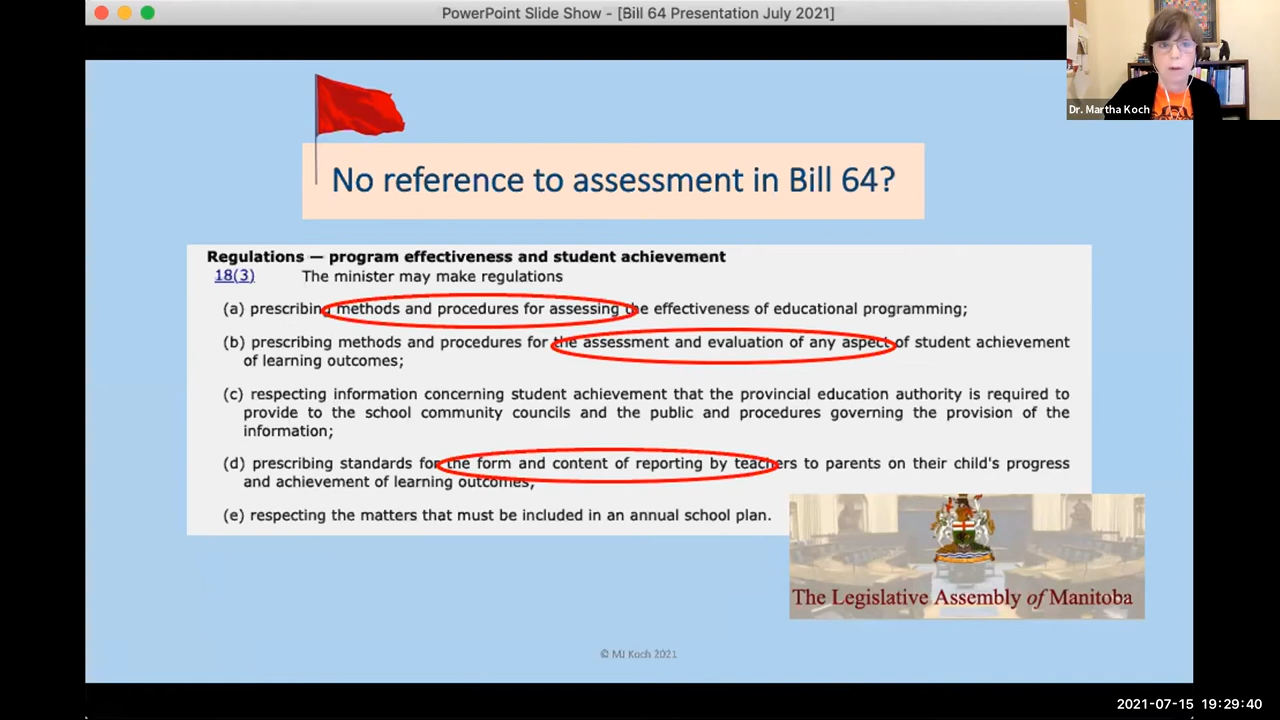 PowerPoint Slide Show - [Bill 64 Presentation July 2021]
Dr. Martha Koch
No reference to assessment in Bill 64?
Regulations — program effectiveness and student achievement
18(3) The minister may make regulations
(a) prescribing methods and procedures for assessing the effectiveness of educational programming;
(b) prescribing methods and procedures for the assessment and evaluation of any aspect of student achievement
of learning outcomes;
(c) respecting information concerning student achievement that the provincial education authority is required to
provide to the school community councils and the public and procedures governing the provision of the
information;
(d) prescribing standards for the form and content of reporting by teachers to parents on their child's progress
and achievement of learning outcomes;
(e) respecting the matters that must be included in an annual school plan.
The Legislative Assembly of Manitoba
© MJ Koch 2021
2021-07-15 19:29:40